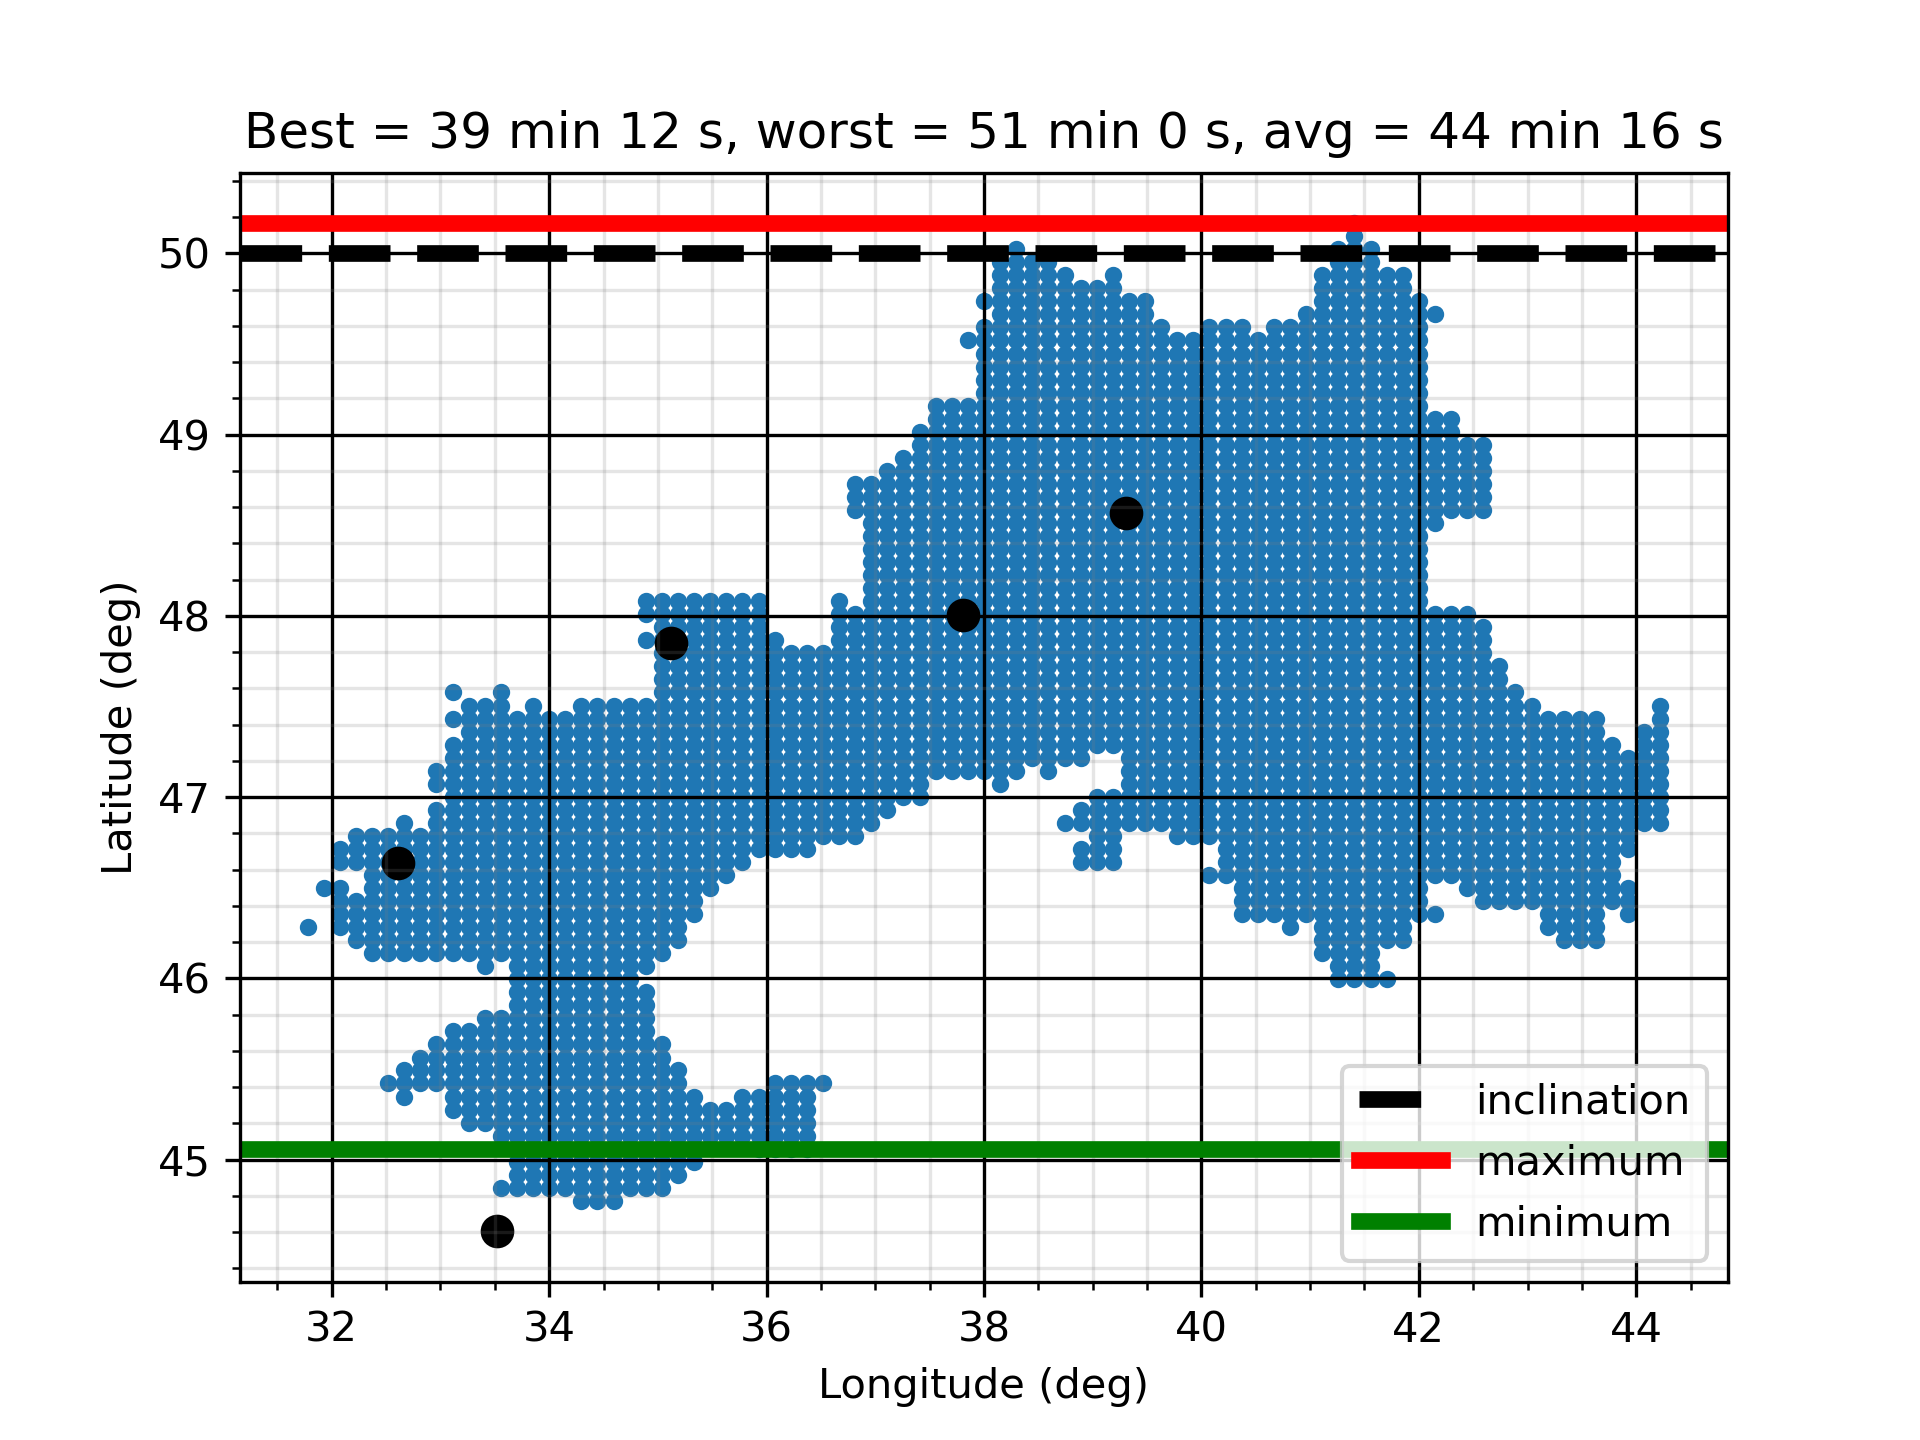 Best = 39 min 12 s, worst = 51 min 0 s, avg = 44 min 16 s
50
49
48
47
46
45
Latitude (deg)
inclination
maximum
minimum
32 34 36 38 40 42 44
Longitude (deg)